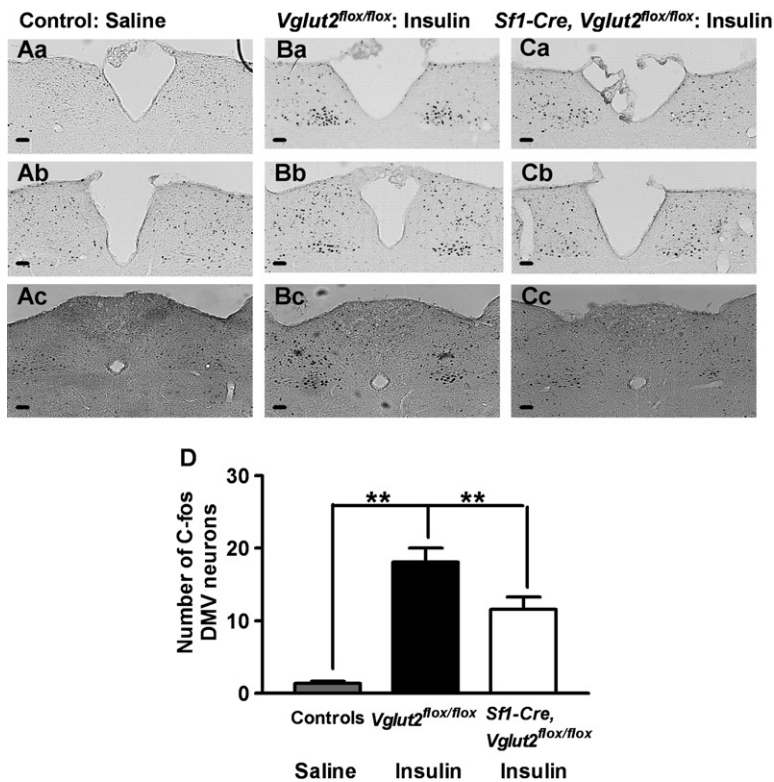 Control: Saline
Vglut2flox/flox: Insulin
Sf1-Cre, Vglut2flox/flox: Insulin
Aa
Ba
Ca
Ab
Bb
Cb
Ac
Bc
Cc
D
Number of C-fos
DMV neurons
30
20
10
0
**
**
Controls
Vglut2flox/flox
Sf1-Cre,
Vglut2flox/flox
Saline
Insulin
Insulin